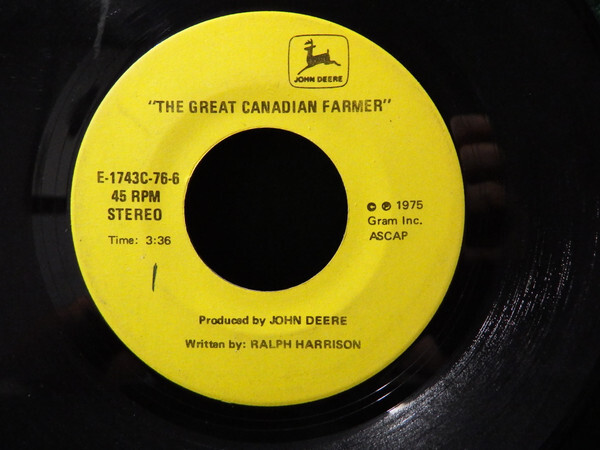 JOHN DEERE
"THE GREAT CANADIAN FARMER"
E-1743C-76-6
45 RPM
STEREO
Time: 3:36
© ℗ 1975
Gram Inc.
ASCAP
Produced by JOHN DEERE
Written by: RALPH HARRISON